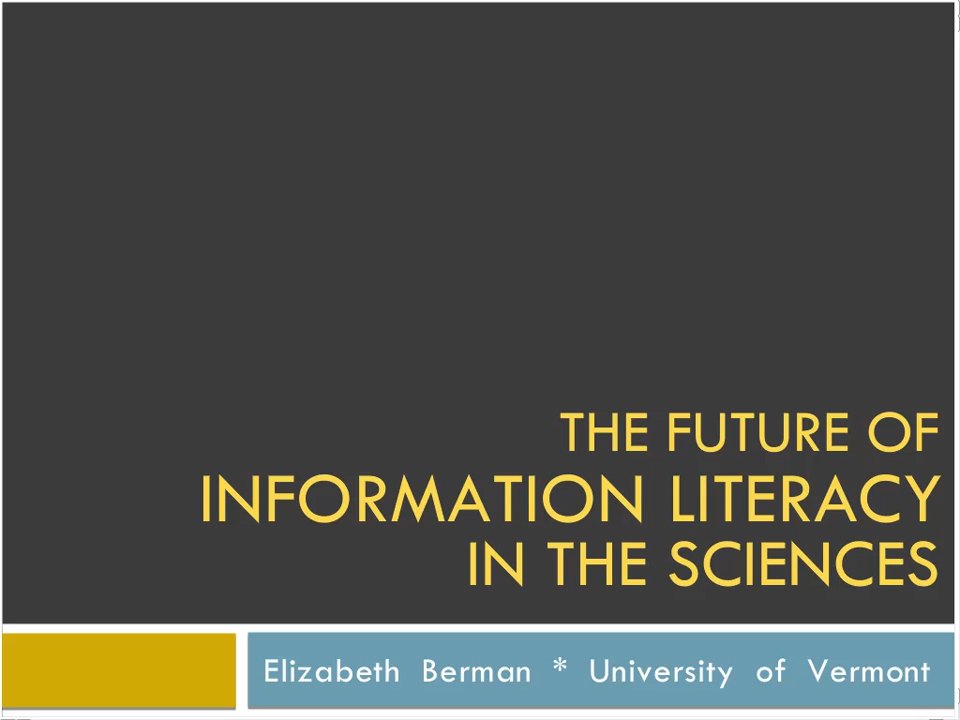 THE FUTURE OF
INFORMATION LITERACY
IN THE SCIENCES
Elizabeth Berman * University of Vermont